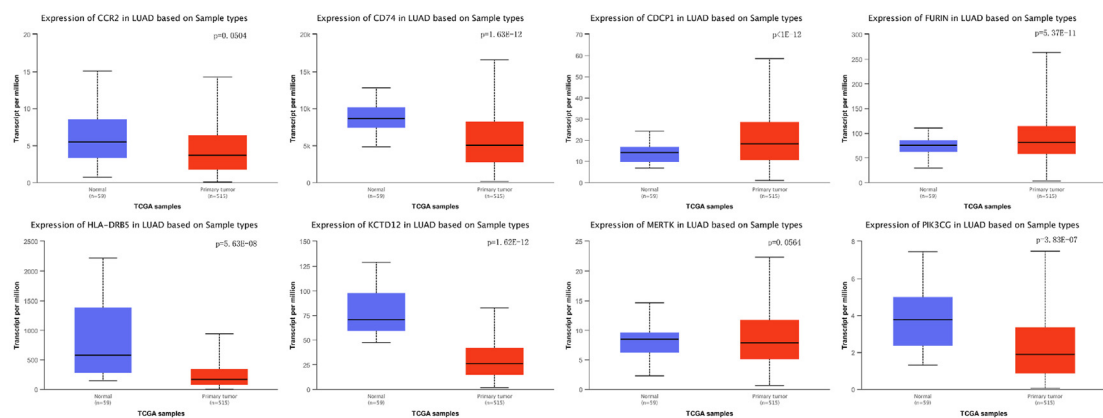 Expression of CCR2 in LUAD based on Sample types
p=0.0504
Transcript per million
20
15
10
5
0
Normal
(n=59)
Primary tumor
(n=515)
TCGA samples
Expression of CD74 in LUAD based on Sample types
p=1.63E-12
Transcript per million
20k
15k
10k
5k
0
Normal
(n=59)
Primary tumor
(n=515)
TCGA samples
Expression of CDCP1 in LUAD based on Sample types
p<1E-12
Transcript per million
70
60
50
40
30
20
10
0
Normal
(n=59)
Primary tumor
(n=515)
TCGA samples
Expression of FURIN in LUAD based on Sample types
p=5.37E-11
Transcript per million
300
250
200
150
100
50
0
Normal
(n=59)
Primary tumor
(n=515)
TCGA samples
Expression of HLA-DRB5 in LUAD based on Sample types
p=5.63E-08
Transcript per million
2500
2000
1500
1000
500
0
Normal
(n=59)
Primary tumor
(n=515)
TCGA samples
Expression of KCTD12 in LUAD based on Sample types
p=1.62E-12
Transcript per million
150
125
100
75
50
25
0
Normal
(n=59)
Primary tumor
(n=515)
TCGA samples
Expression of MERTK in LUAD based on Sample types
p=0.0564
Transcript per million
25
20
15
10
5
0
Normal
(n=59)
Primary tumor
(n=515)
TCGA samples
Expression of PIK3CG in LUAD based on Sample types
p=3.83E-07
Transcript per million
8
6
4
2
0
Normal
(n=59)
Primary tumor
(n=515)
TCGA samples